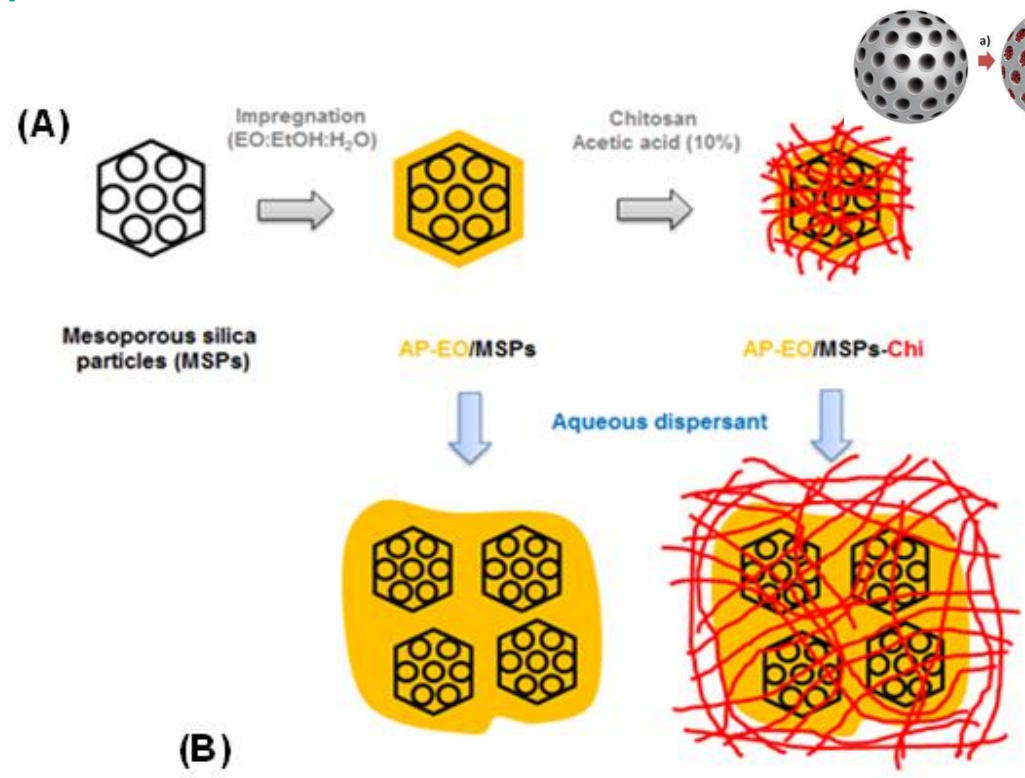 a)
(A)
Impregnation
(EO:EtOH:H₂O)
Chitosan
Acetic acid (10%)
Mesoporous silica
particles (MSPs)
AP-EO/MSPs
AP-EO/MSPs-Chi
Aqueous dispersant
(B)